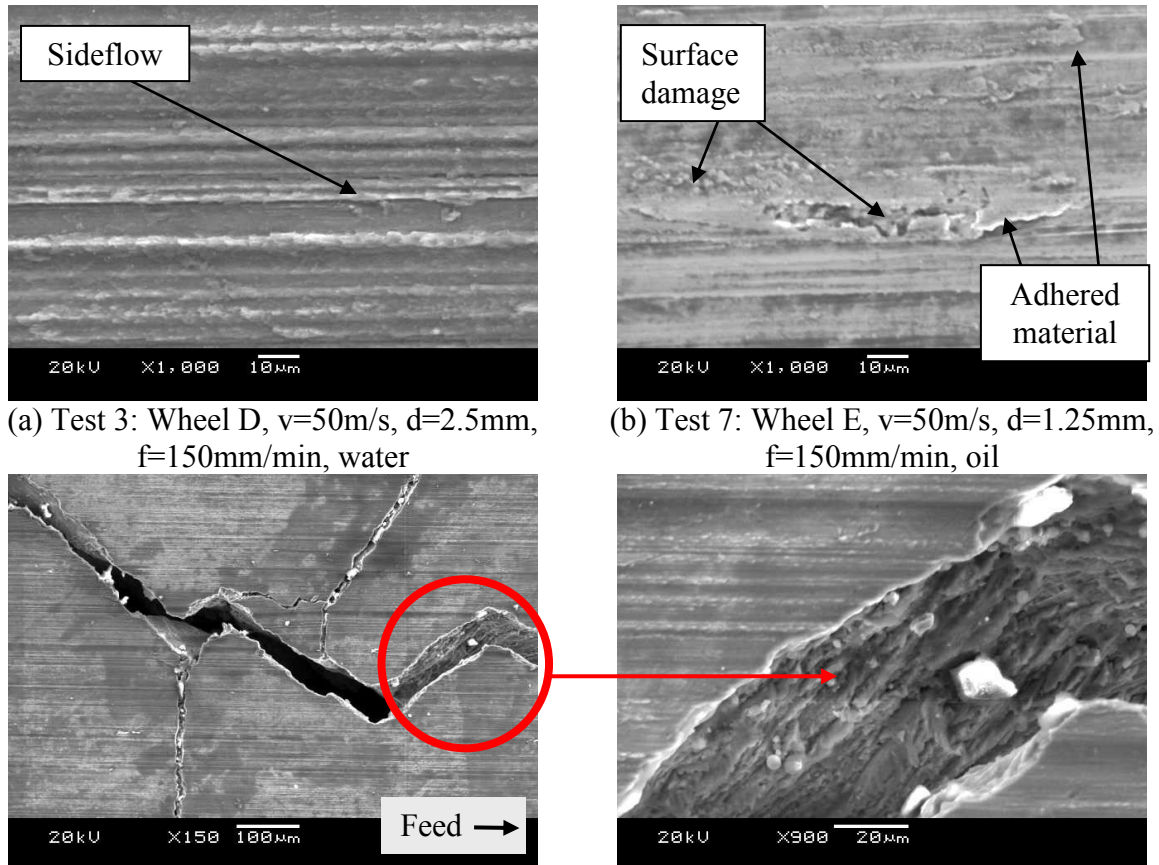 Sideflow
Surface
damage
Adhered
material
20kV X1,000 10μm
20kV X1,000 10μm
(a) Test 3: Wheel D, v=50m/s, d=2.5mm,
f=150mm/min, water
(b) Test 7: Wheel E, v=50m/s, d=1.25mm,
f=150mm/min, oil
Feed
20kV X150 100μm
20kV X900 20μm